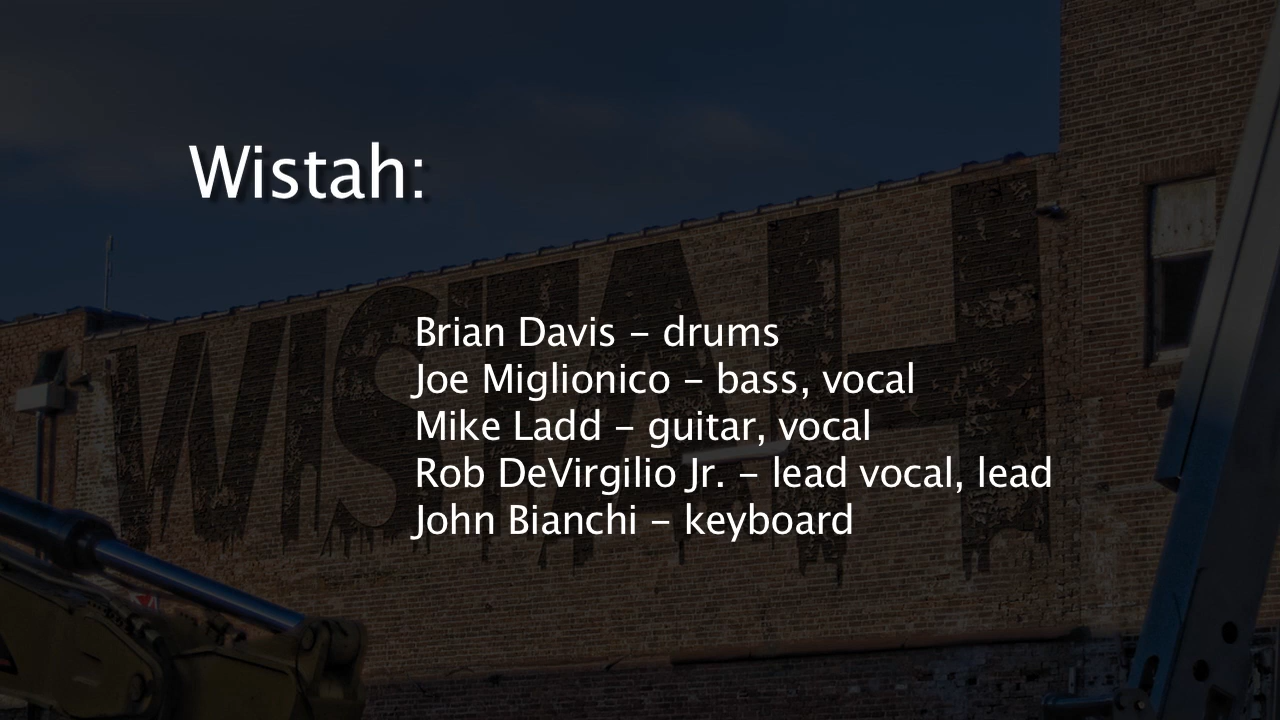 Wistah:
WISTAH
Brian Davis – drums
Joe Miglionico – bass, vocal
Mike Ladd – guitar, vocal
Rob DeVirgilio Jr. – lead vocal, lead
John Bianchi – keyboard